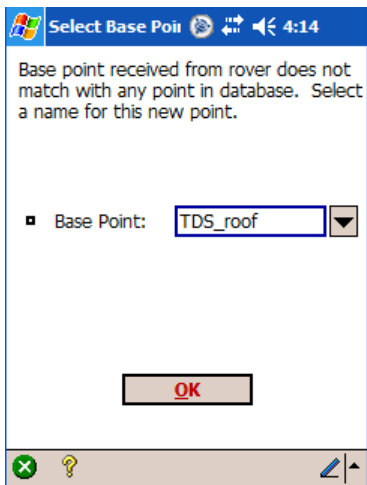 Select Base Poi 4:14
Base point received from rover does not
match with any point in database.  Select
a name for this new point.
Base Point: TDS_roof
OK